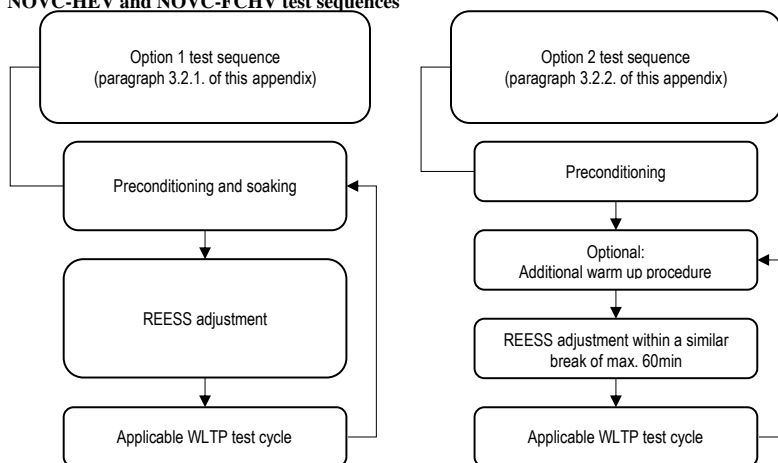 NOVC-HEV and NOVC-FCHV test sequences
Option 1 test sequence
(paragraph 3.2.1. of this appendix)
Preconditioning and soaking
REESS adjustment
Applicable WLTP test cycle
Option 2 test sequence
(paragraph 3.2.2. of this appendix)
Preconditioning
Optional:
Additional warm up procedure
REESS adjustment within a similar
break of max. 60min
Applicable WLTP test cycle